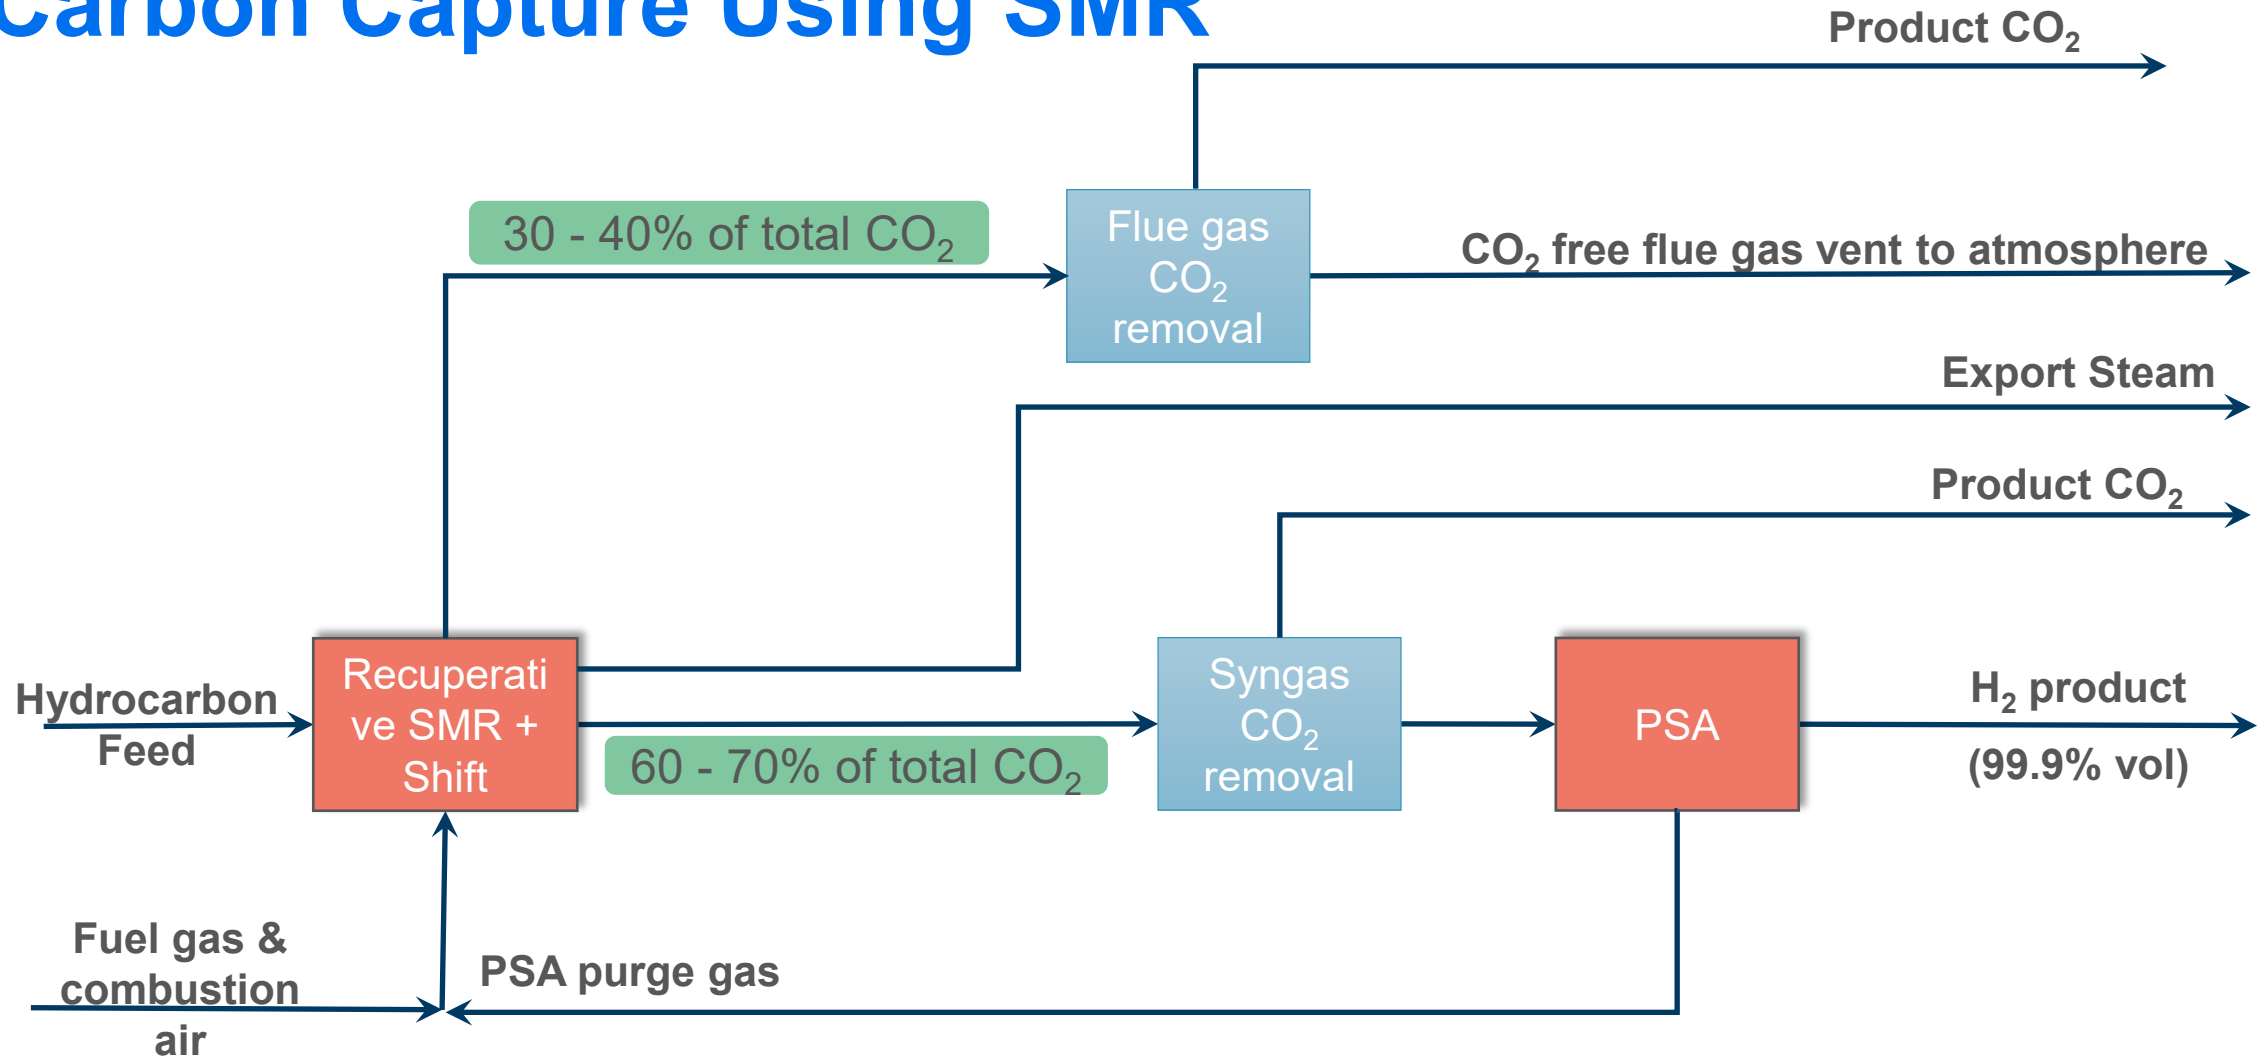 Carbon Capture Using SMR
Product CO₂
30 - 40% of total CO₂
Flue gas
CO₂
removal
CO₂ free flue gas vent to atmosphere
Export Steam
Product CO₂
Hydrocarbon
Feed
Recuperati
ve SMR +
Shift
60 - 70% of total CO₂
Syngas
CO₂
removal
PSA
H₂ product
(99.9% vol)
Fuel gas &
combustion
air
PSA purge gas